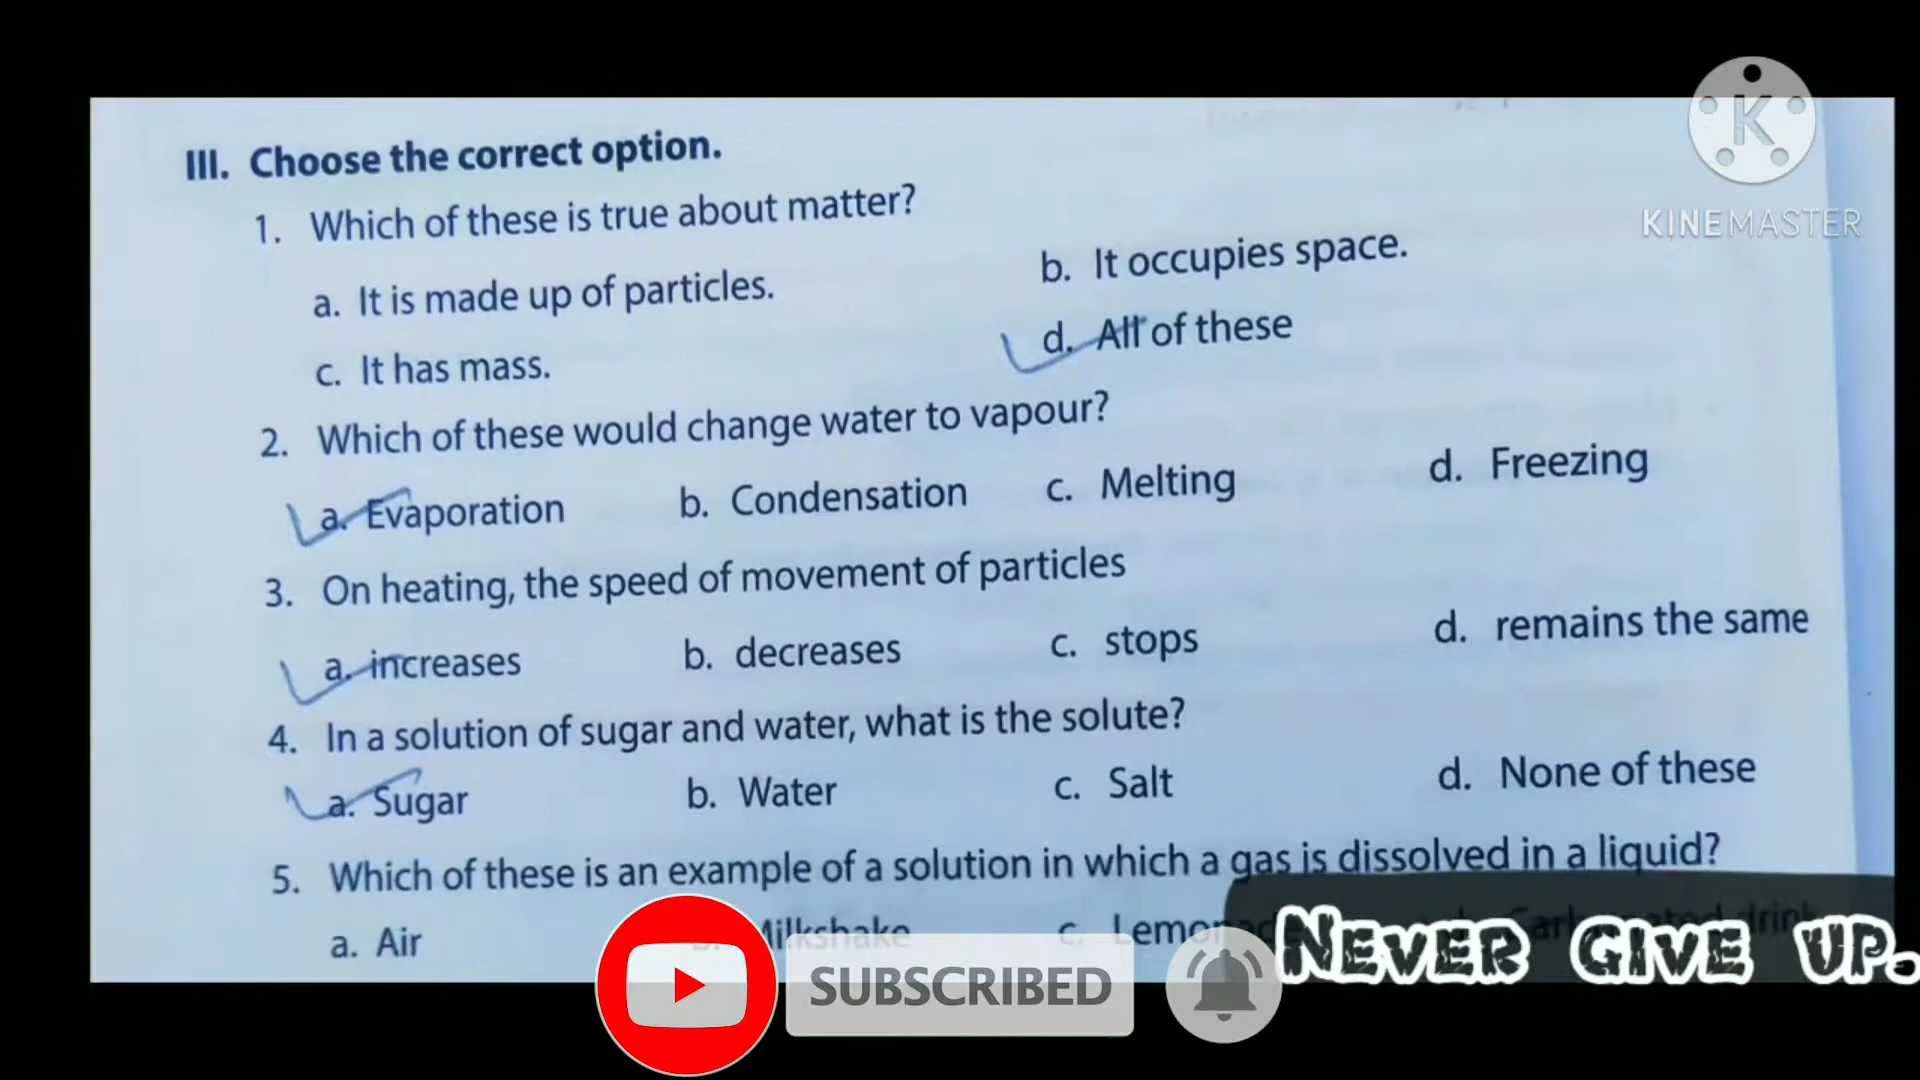 III. Choose the correct option.
1. Which of these is true about matter?
a. It is made up of particles.
b. It occupies space.
c. It has mass.
d. All of these
2. Which of these would change water to vapour?
a. Evaporation b. Condensation c. Melting d. Freezing
3. On heating, the speed of movement of particles
a. increases b. decreases c. stops d. remains the same
4. In a solution of sugar and water, what is the solute?
a. Sugar b. Water c. Salt d. None of these
5. Which of these is an example of a solution in which a gas is dissolved in a liquid?
a. Air b. Milkshake c.
K
KINEMASTER
SUBSCRIBED
NEVER GIVE UP.